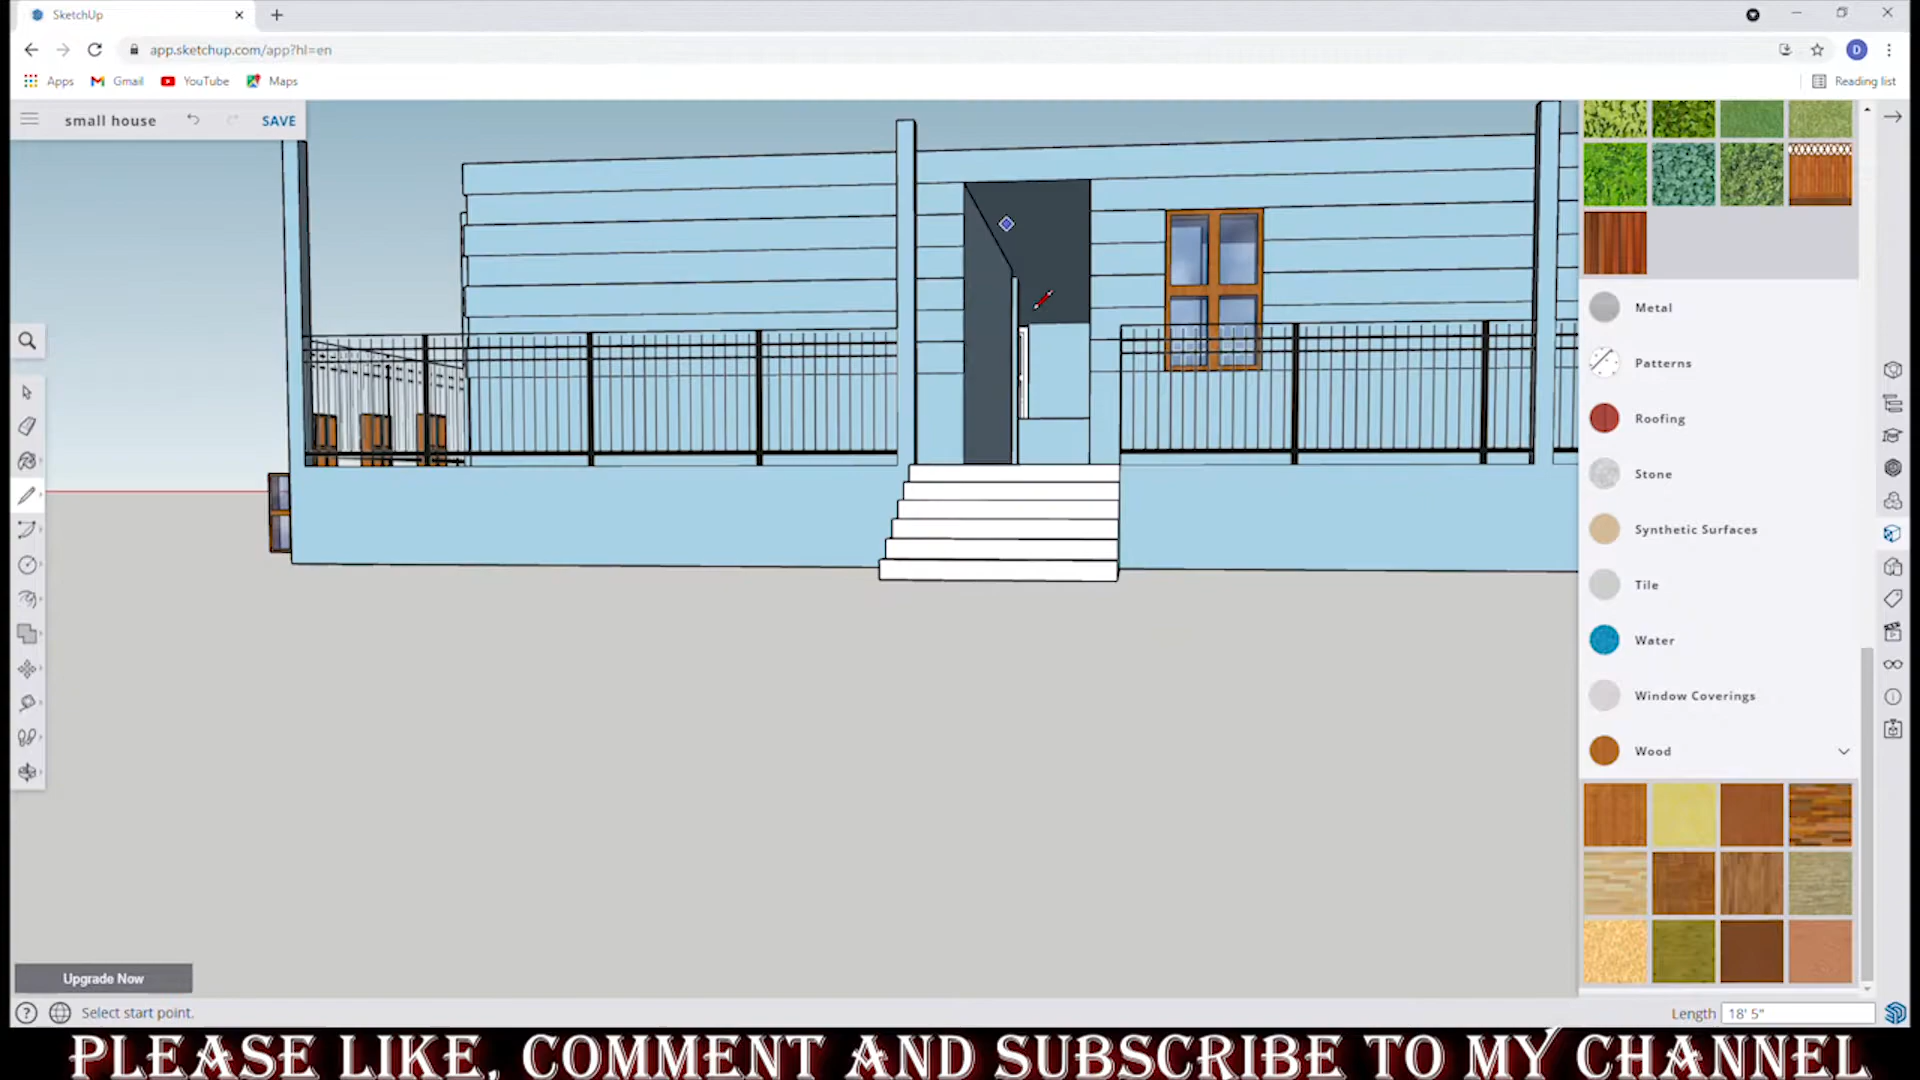 SketchUp
app.sketchup.com/app?hl=en
Apps Gmail YouTube Maps Reading list
small house SAVE
Metal
Patterns
Roofing
Stone
Synthetic Surfaces
Tile
Water
Window Coverings
Wood
Upgrade Now
Select start point. Length 18' 5"
PLEASE LIKE, COMMENT AND SUBSCRIBE TO MY CHANNEL